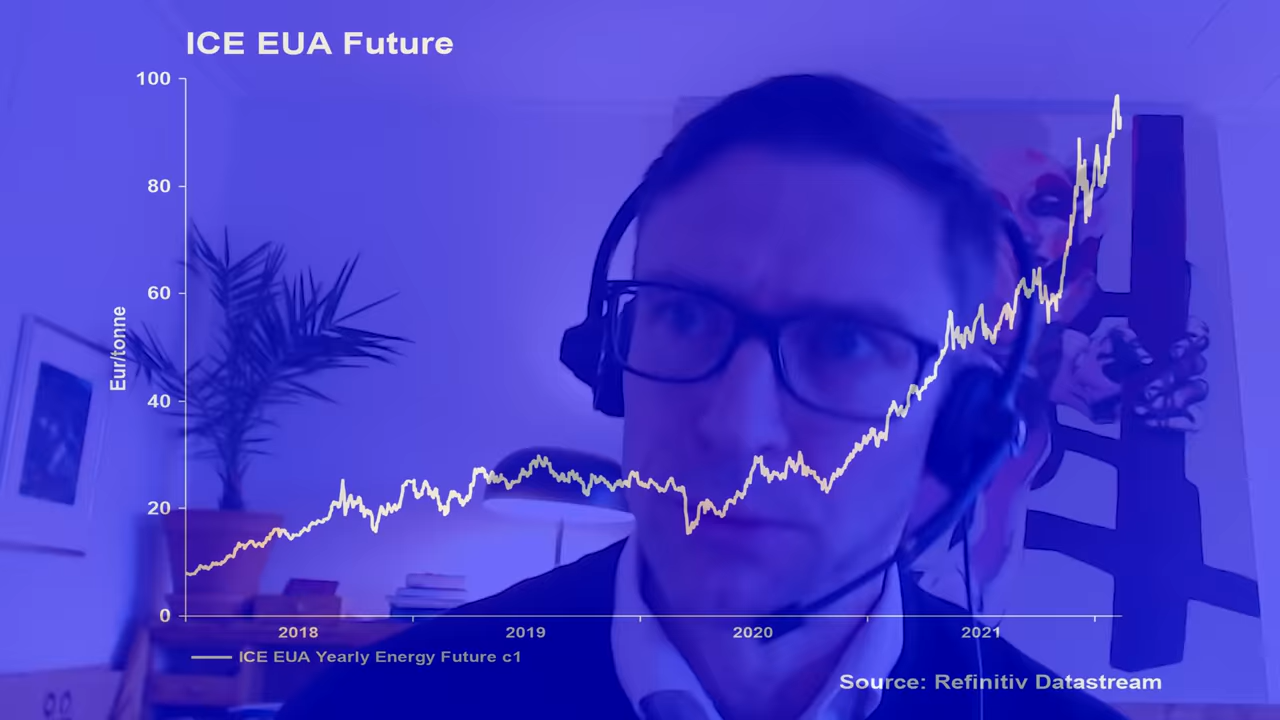 ICE EUA Future
100
80
60
40
20
0
Eur/tonne
2018 2019 2020 2021
ICE EUA Yearly Energy Future c1
Source: Refinitiv Datastream